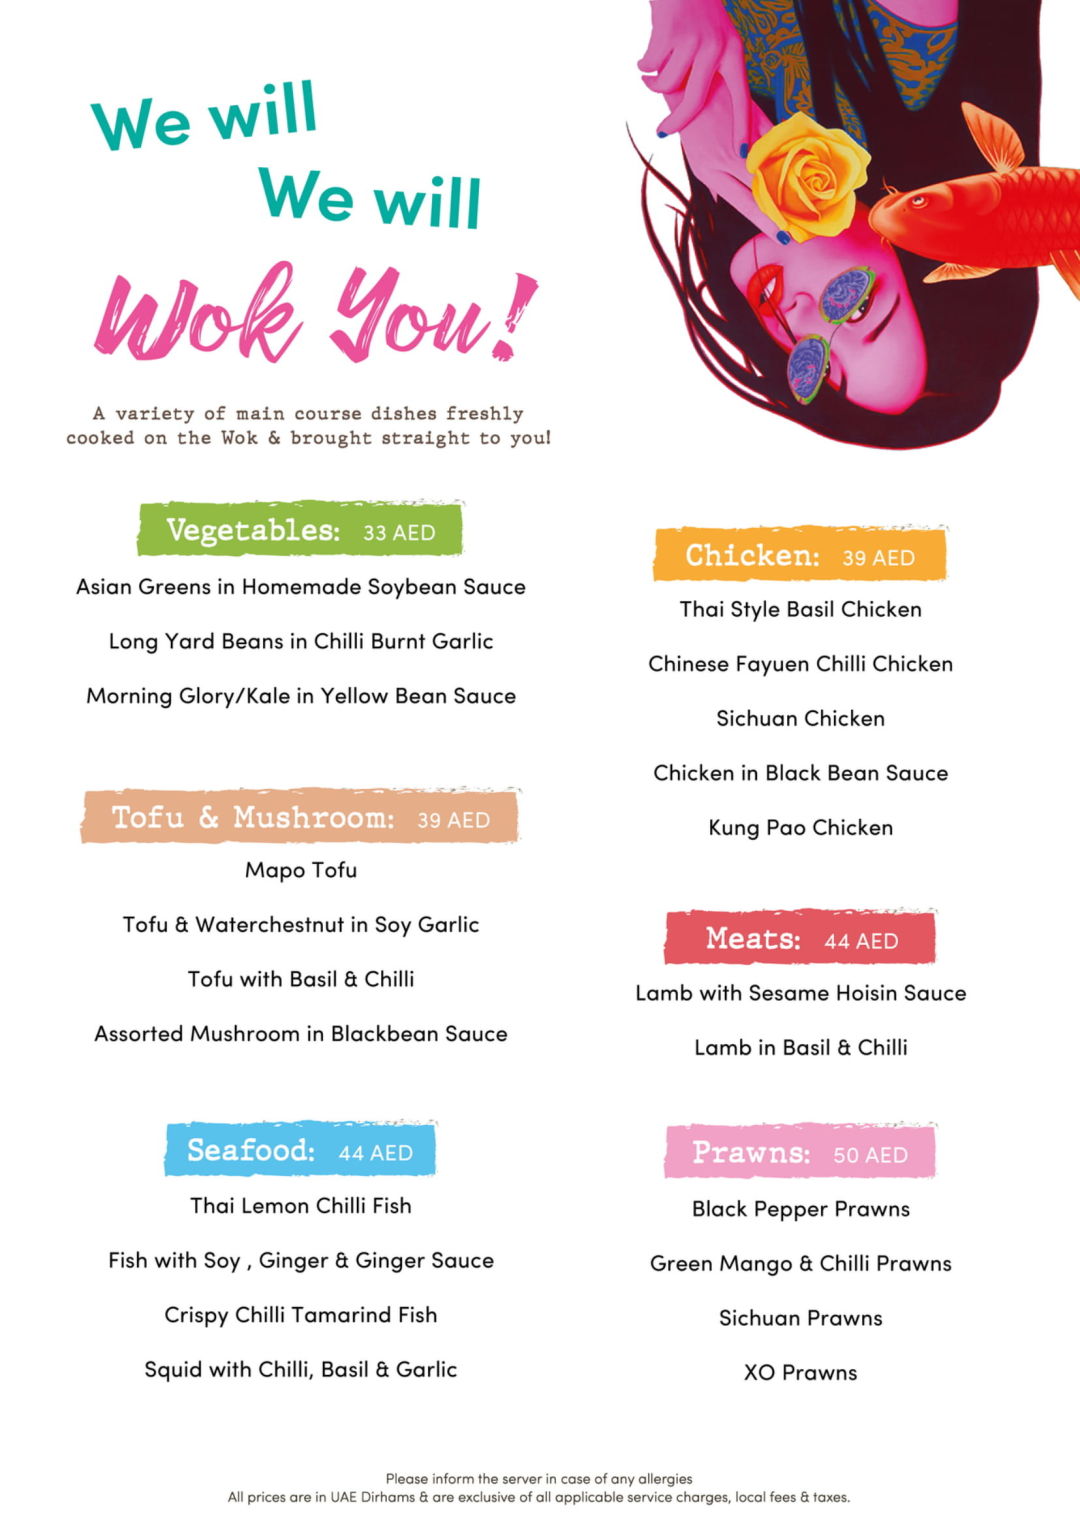 We will
We will
Wok You!
A variety of main course dishes freshly
cooked on the Wok & brought straight to you!
Vegetables: 33 AED
Asian Greens in Homemade Soybean Sauce
Long Yard Beans in Chilli Burnt Garlic
Morning Glory/Kale in Yellow Bean Sauce
Tofu & Mushroom: 39 AED
Mapo Tofu
Tofu & Waterchestnut in Soy Garlic
Tofu with Basil & Chilli
Assorted Mushroom in Blackbean Sauce
Seafood: 44 AED
Thai Lemon Chilli Fish
Fish with Soy , Ginger & Ginger Sauce
Crispy Chilli Tamarind Fish
Squid with Chilli, Basil & Garlic
Chicken: 39 AED
Thai Style Basil Chicken
Chinese Fayuen Chilli Chicken
Sichuan Chicken
Chicken in Black Bean Sauce
Kung Pao Chicken
Meats: 44 AED
Lamb with Sesame Hoisin Sauce
Lamb in Basil & Chilli
Prawns: 50 AED
Black Pepper Prawns
Green Mango & Chilli Prawns
Sichuan Prawns
XO Prawns
Please inform the server in case of any allergies
All prices are in UAE Dirhams & are exclusive of all applicable service charges, local fees & taxes.